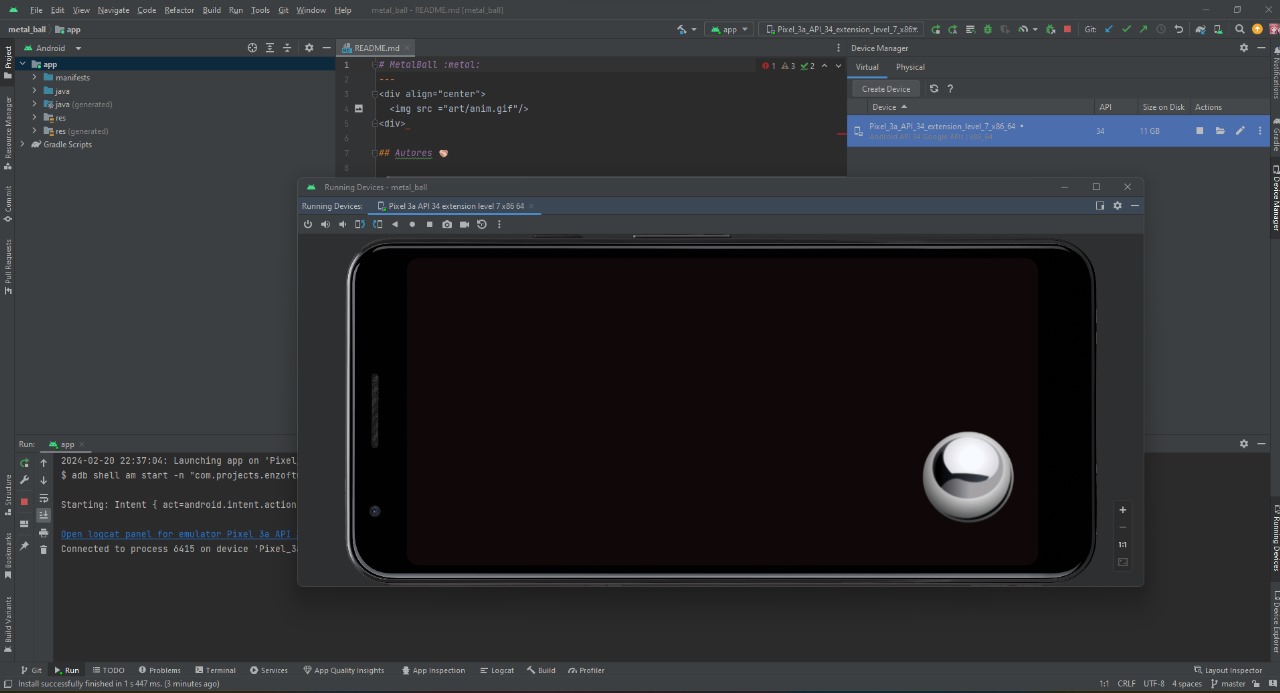 File Edit View Navigate Code Refactor Build Run Tools Git Window Help metal_ball - README.md [metal_ball]
metal_ball app
app Pixel_3a_API_34_extension_level_7_x86 Git:
Android
README.md
Device Manager
app
manifests
java
java (generated)
res
res (generated)
Gradle Scripts
1 # MetalBall :metal:
2 ---
3 <div align="center">
4 <img src ="art/anim.gif"/>
5 <div>
6
7 ## Autores
8
1 3 2
Virtual Physical
Create Device
Device API Size on Disk Actions
Pixel_3a_API_34_extension_level_7_x86_64 34 11 GB
Android API 34 Google APIs | x86_64
Running Devices - metal_ball
Running Devices: Pixel 3a API 34 extension level 7 x86 64
1:1
Run: app
2024-02-20 22:37:04: Launching app on 'Pixel
$ adb shell am start -n "com.projects.enzoft
Starting: Intent { act=android.intent.action
Open logcat panel for emulator Pixel 3a API
Connected to process 6415 on device 'Pixel_3
Project
Resource Manager
Commit
Pull Requests
Structure
Bookmarks
Build Variants
Notifications
Gradle
Device Manager
Running Devices
Device Explorer
Git Run TODO Problems Terminal Services App Quality Insights App Inspection Logcat Build Profiler Layout Inspector
Install successfully finished in 1 s 447 ms. (3 minutes ago) 1:1 CRLF UTF-8 4 spaces master